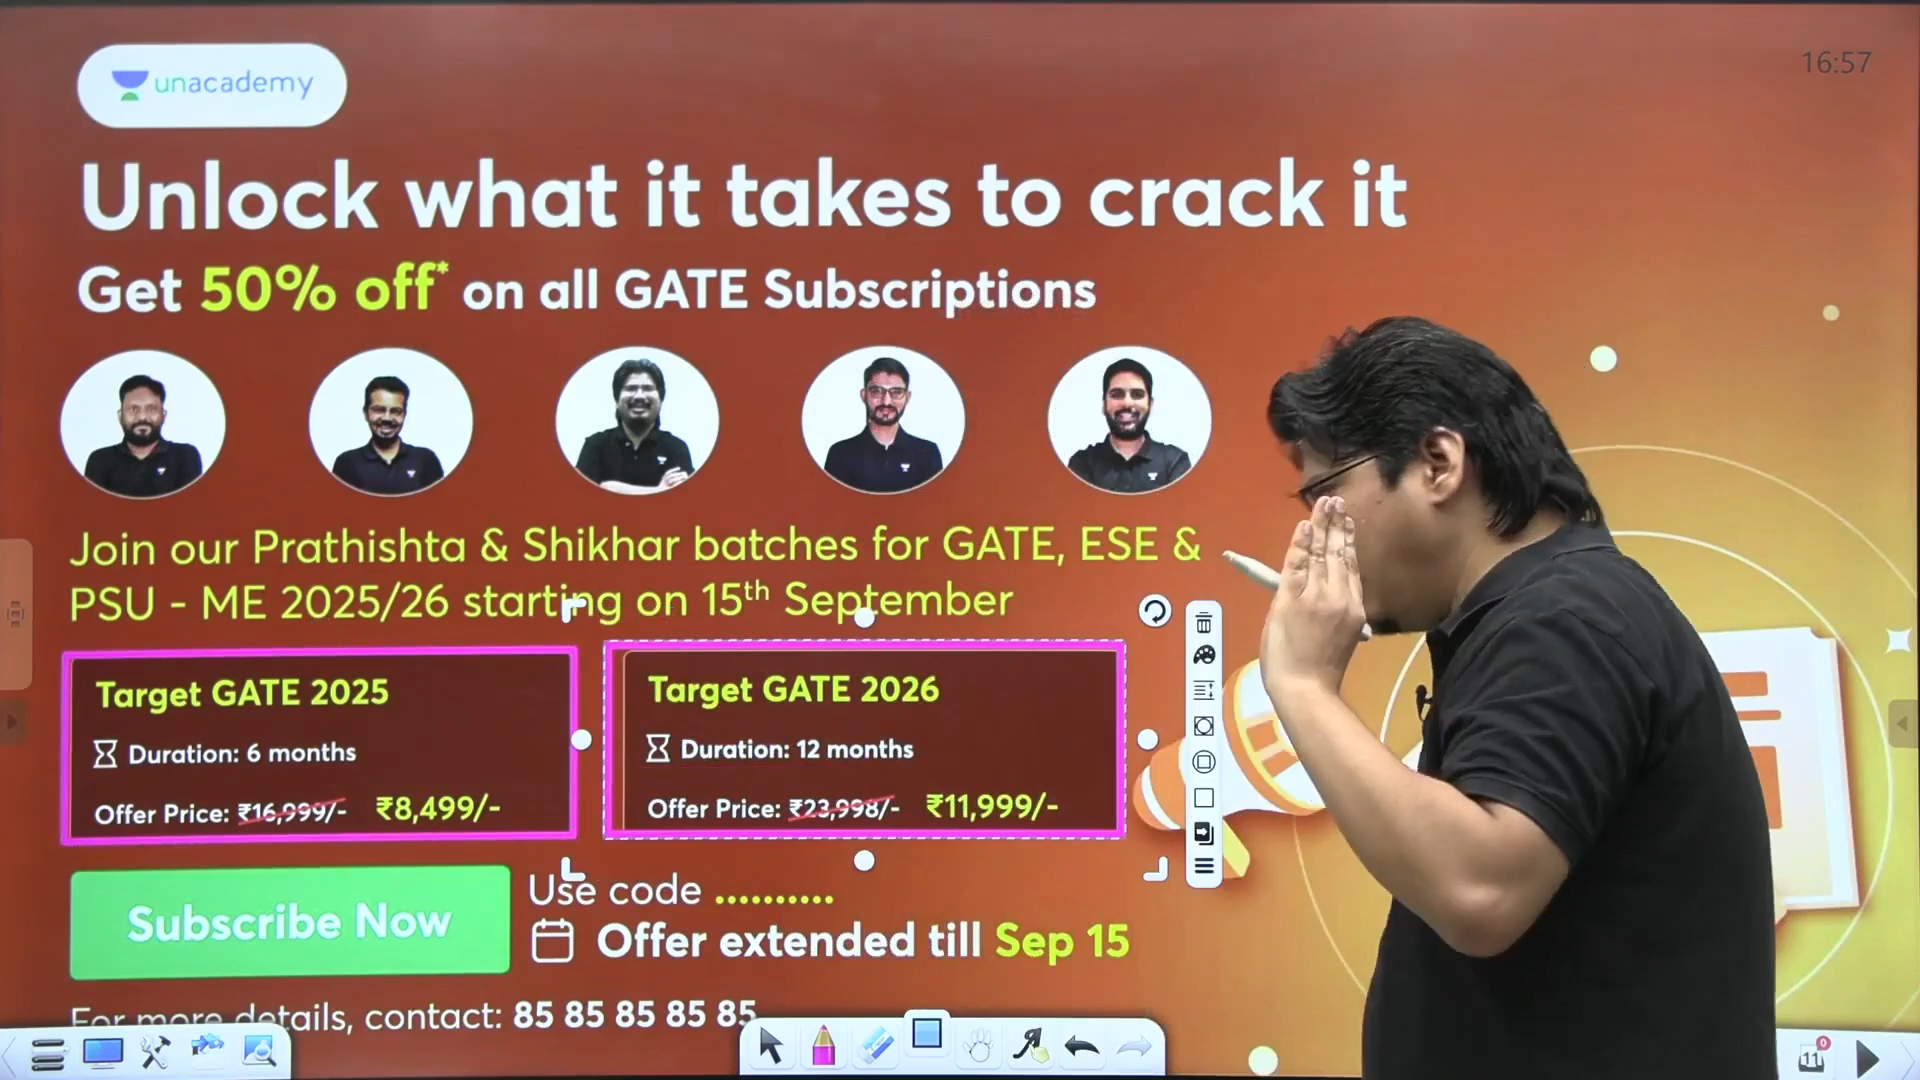 unacademy
16:57
Unlock what it takes to crack it
Get 50% off* on all GATE Subscriptions
Join our Prathishta & Shikhar batches for GATE, ESE &
PSU - ME 2025/26 starting on 15th September
Target GATE 2025
Duration: 6 months
Offer Price: ₹16,999/- ₹8,499/-
Target GATE 2026
Duration: 12 months
Offer Price: ₹23,998/- ₹11,999/-
Subscribe Now
Use code ..........
Offer extended till Sep 15
For more details, contact: 85 85 85 85 85
11
0